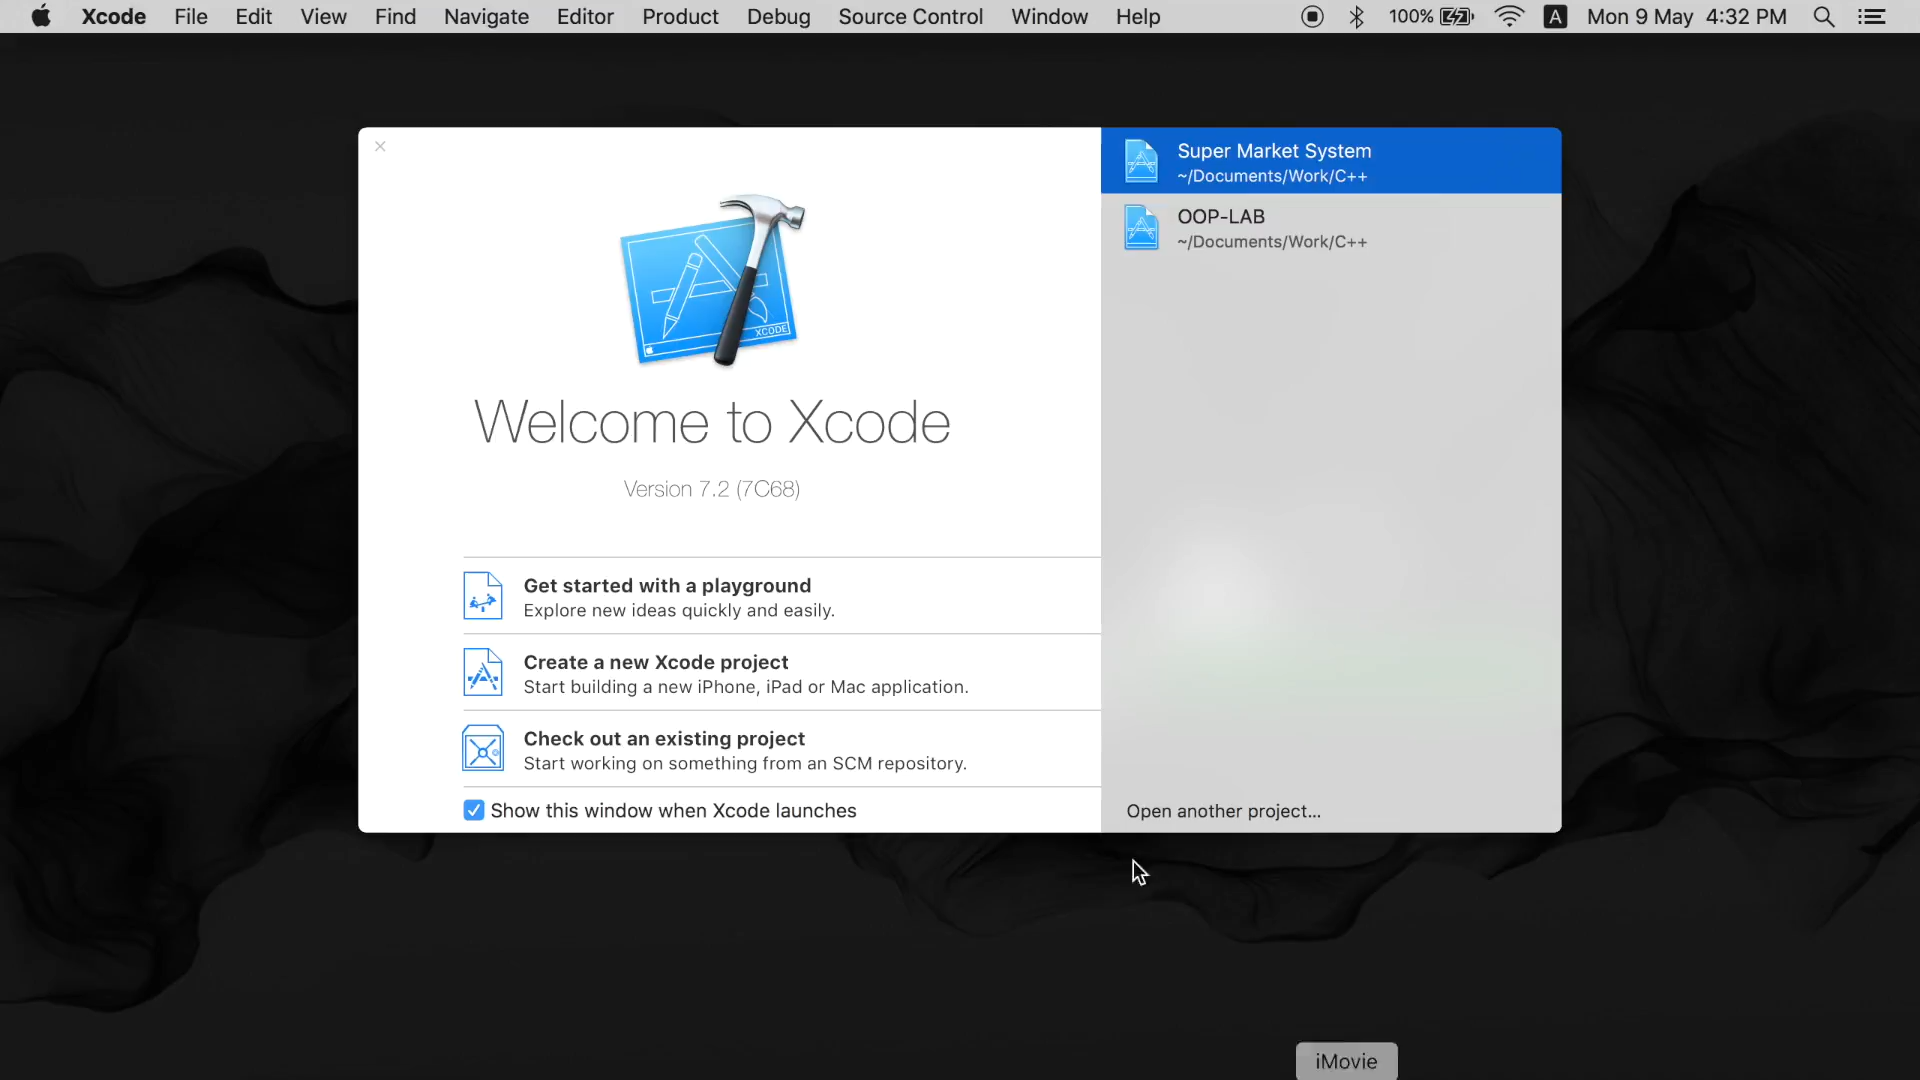 Xcode File Edit View Find Navigate Editor Product Debug Source Control Window Help 100% A Mon 9 May 4:32 PM
XCODE
Welcome to Xcode
Version 7.2 (7C68)
Get started with a playground
Explore new ideas quickly and easily.
Create a new Xcode project
Start building a new iPhone, iPad or Mac application.
Check out an existing project
Start working on something from an SCM repository.
Show this window when Xcode launches
Super Market System
~/Documents/Work/C++
OOP-LAB
~/Documents/Work/C++
Open another project...
iMovie